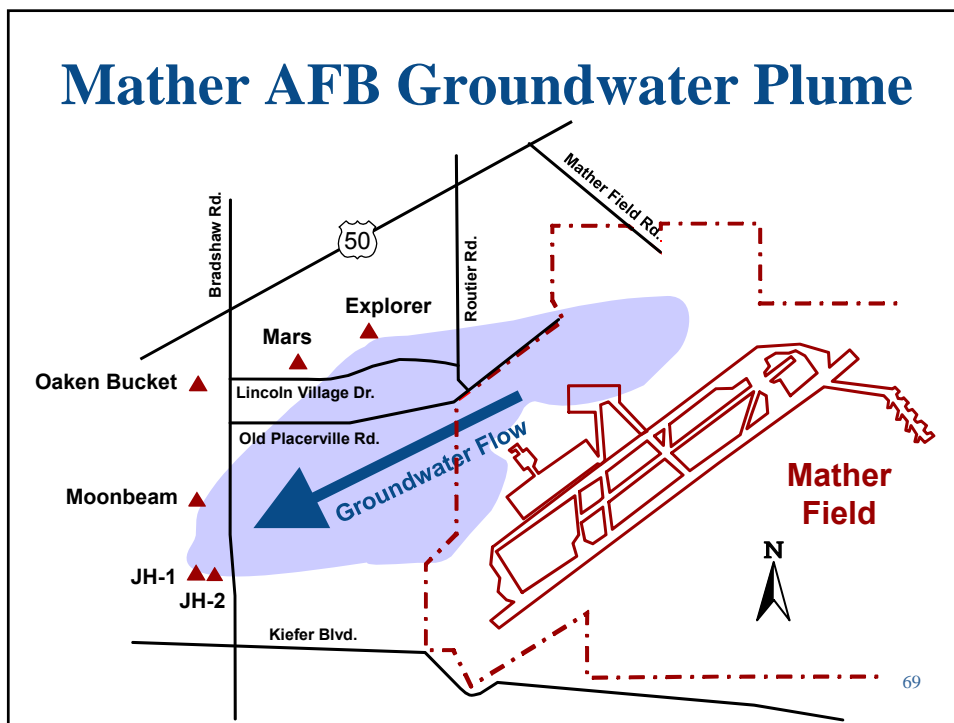 Mather AFB Groundwater Plume
Bradshaw Rd.
50
Routier Rd.
Mather Field Rd..
Explorer
Mars
Oaken Bucket
Lincoln Village Dr.
Old Placerville Rd.
Groundwater Flow
Moonbeam
Mather
Field
JH-1
JH-2
N
Kiefer Blvd.
69